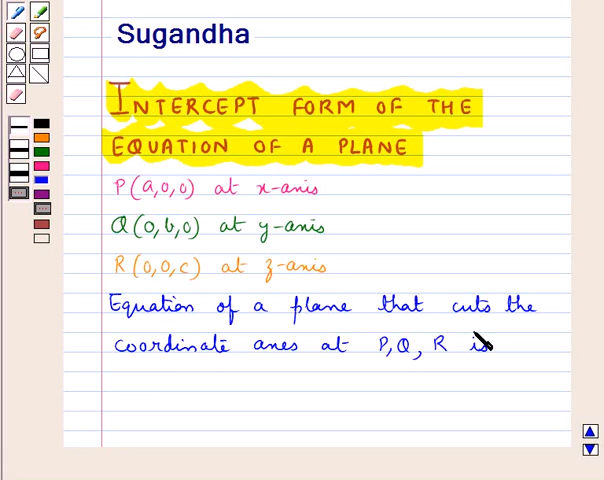 Sugandha
INTERCEPT FORM OF THE
EQUATION OF A PLANE
P(a,0,0) at x-axis
Q(0,b,0) at y-axis
R(0,0,c) at z-axis
Equation of a plane that cuts the
coordinate axes at P,Q,R is